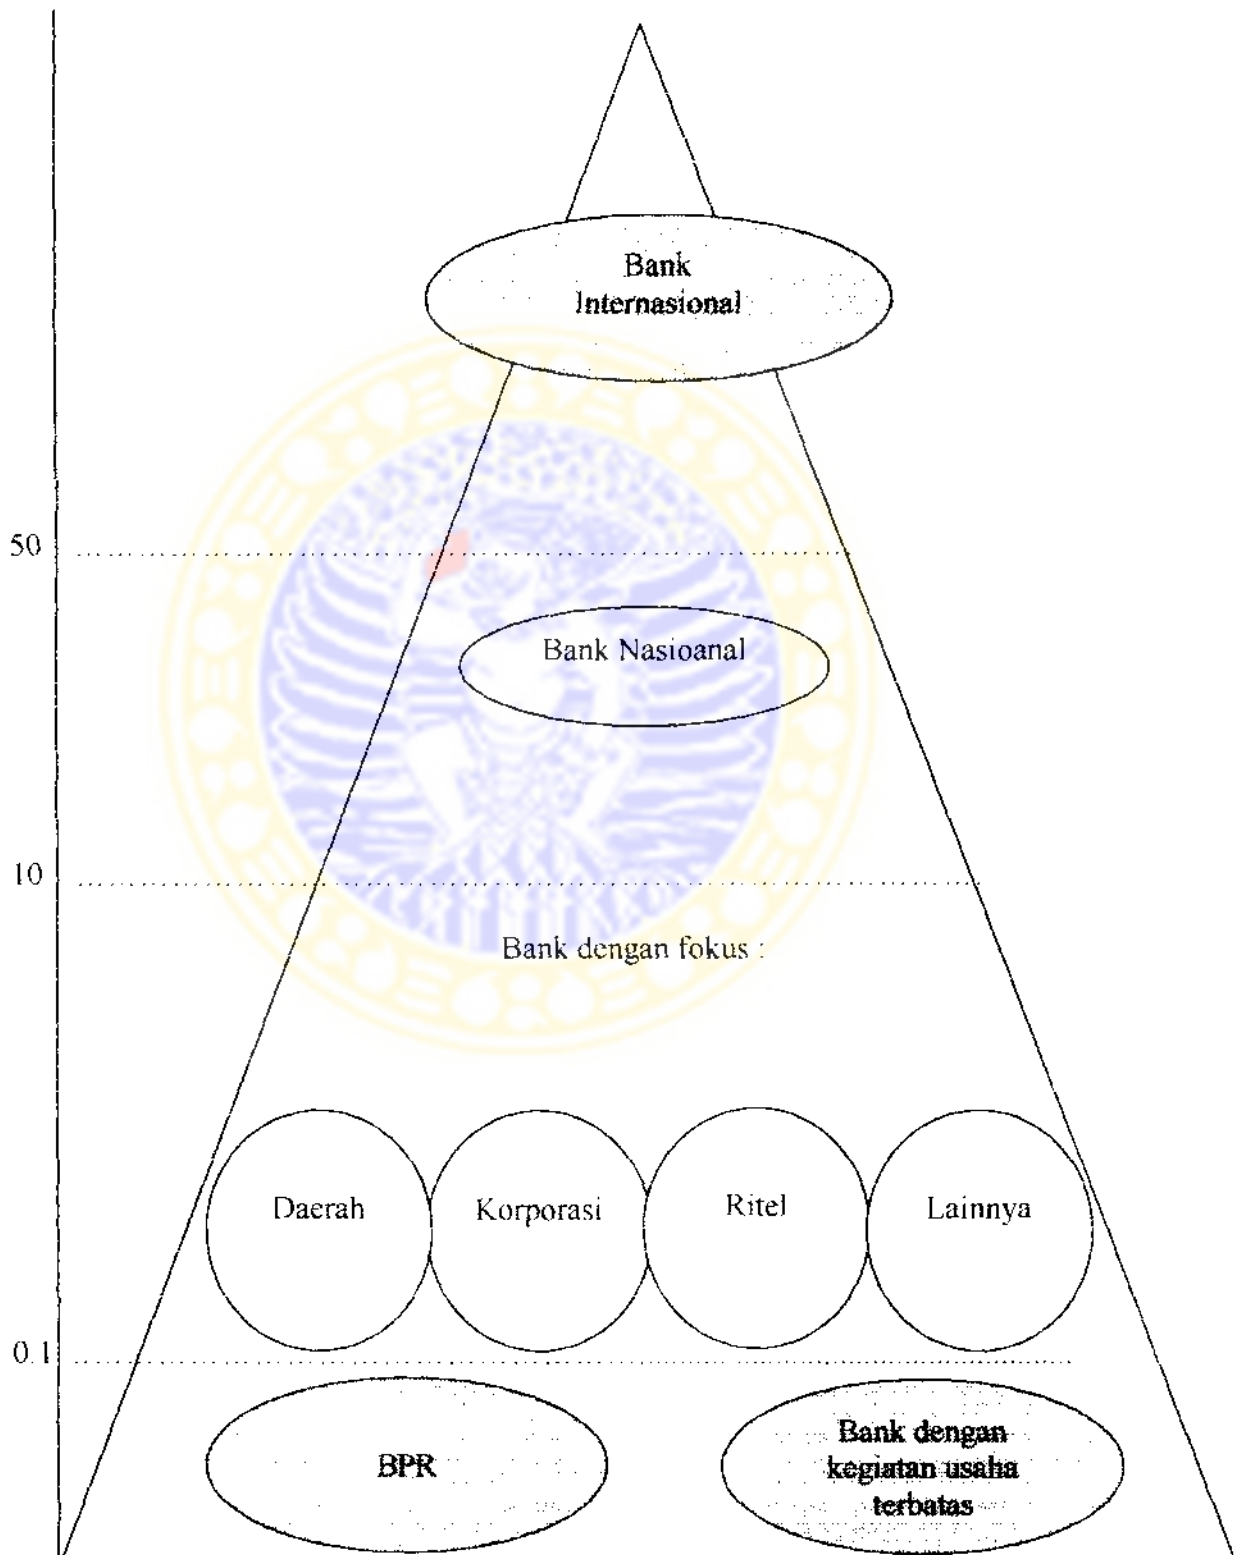 Bank
Internasional
50
Bank Nasioanal
10
Bank dengan fokus :
Daerah
Korporasi
Ritel
Lainnya
0.1
BPR
Bank dengan
kegiatan usaha
terbatas